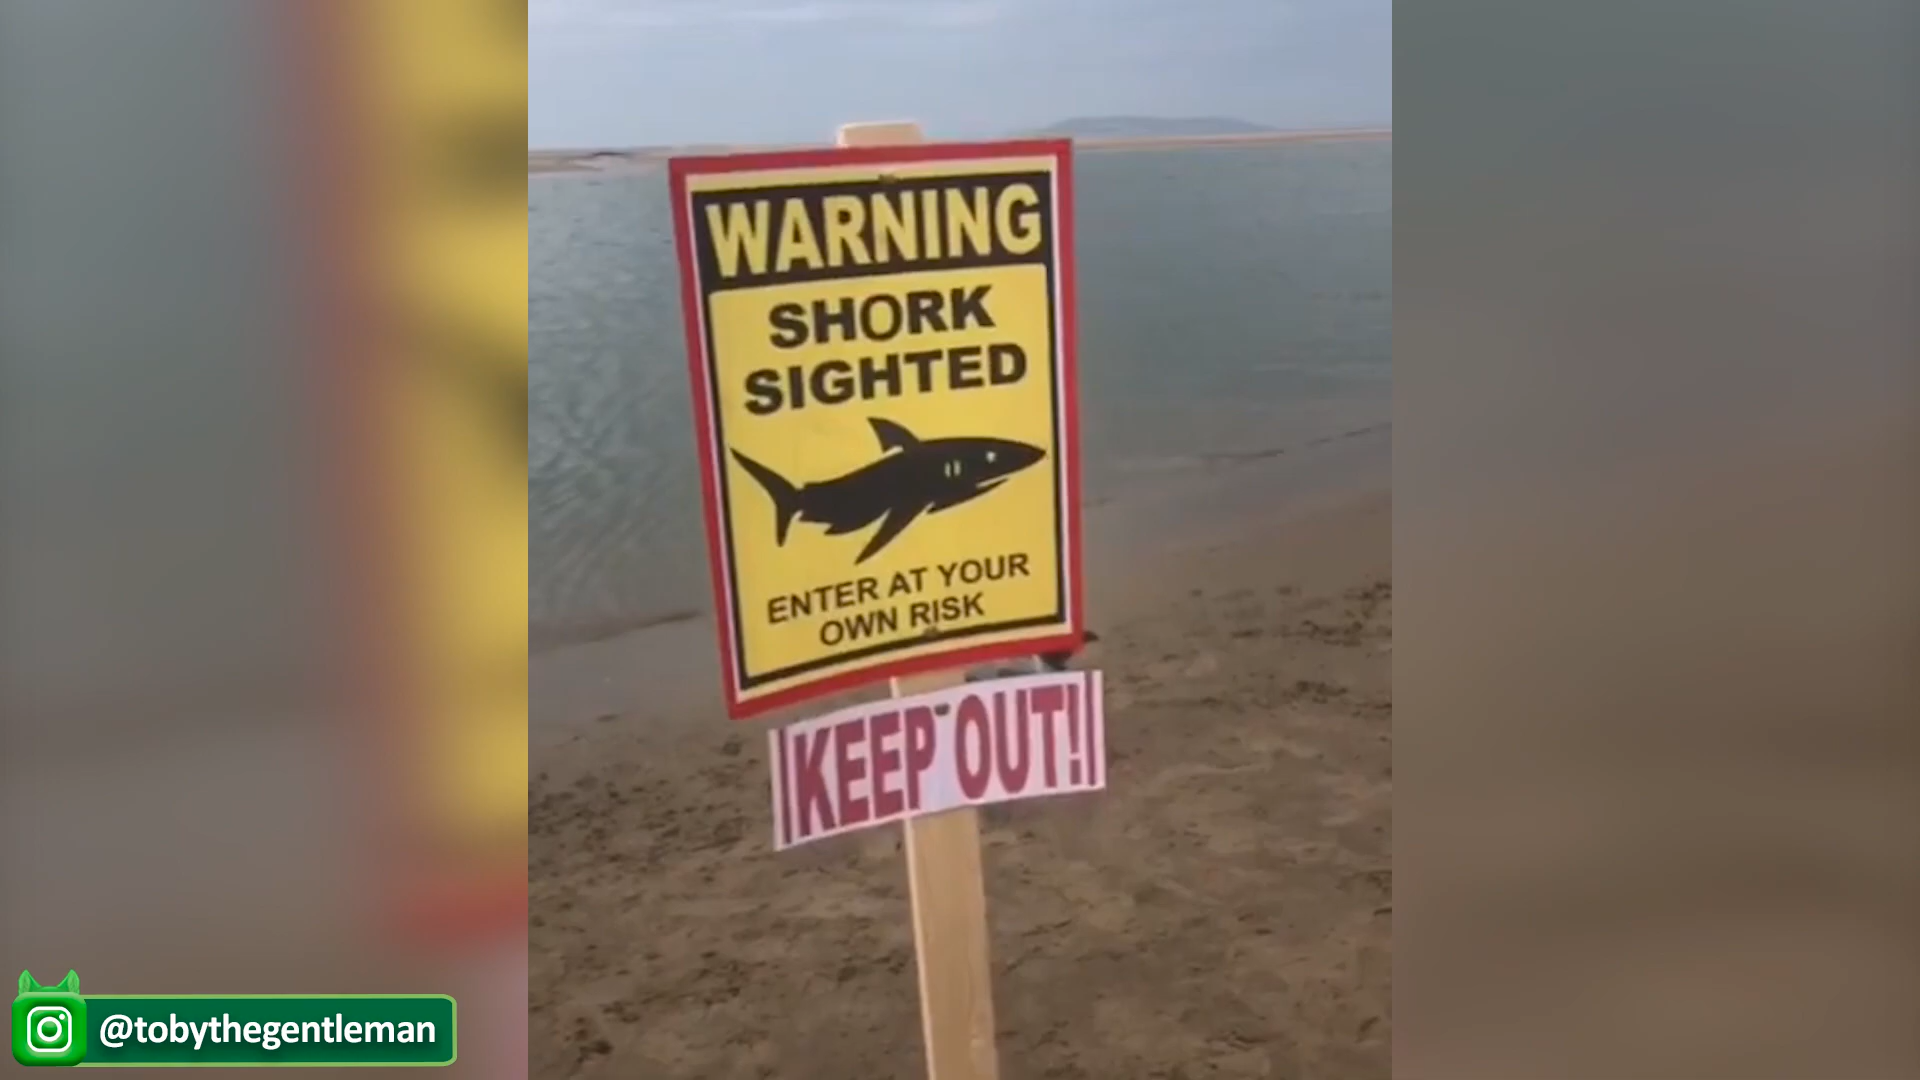 WARNING
SHORK
SIGHTED
ENTER AT YOUR
OWN RISK
KEEP OUT!
@tobythegentleman